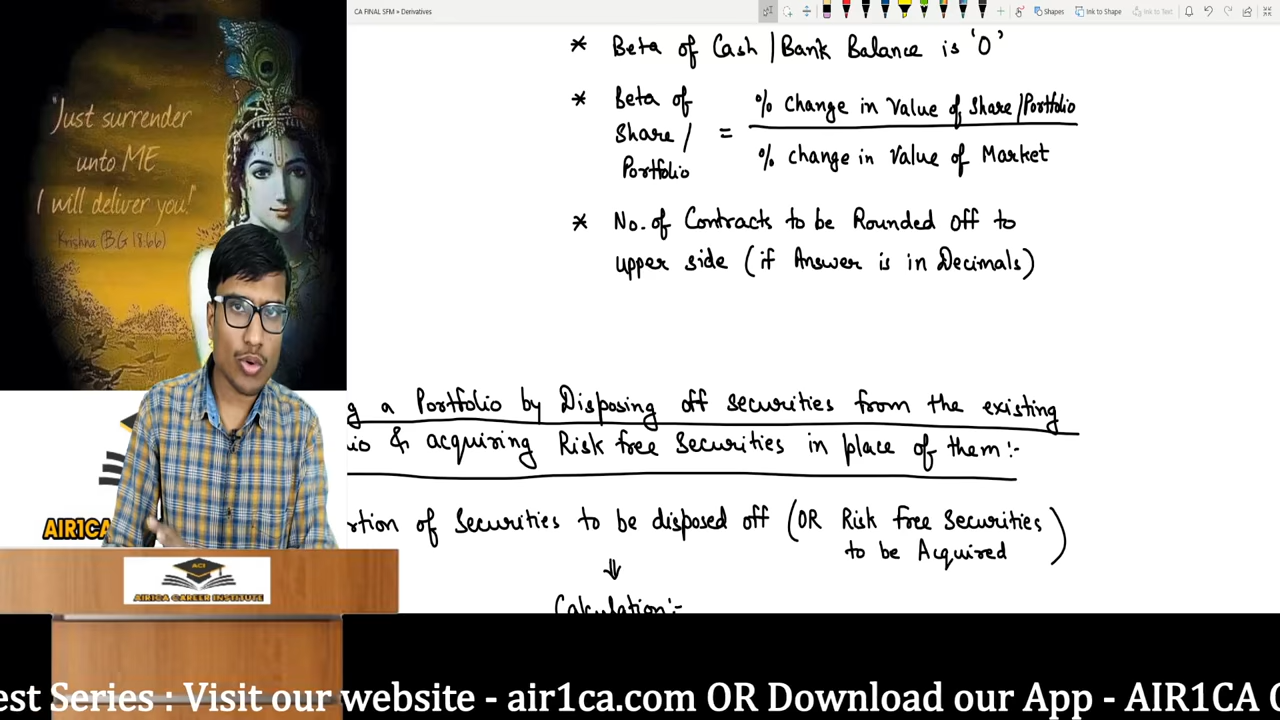 CA FINAL SFM » Derivatives
Shapes
Ink to Shape
Ink to Text
"Just surrender
unto ME
I will deliver you!"
Krishna (B.G 18:66)
* Beta of Cash | Bank Balance is '0'
* Beta of Share / Portfolio = % change in Value of Share/Portfolio
% change in Value of Market
* No. of Contracts to be Rounded off to
upper side (if Answer is in Decimals)
g a Portfolio by Disposing off securities from the existing
io & acquiring Risk free Securities in place of them:-
rtion of Securities to be disposed off (OR Risk free Securities
to be Acquired)
⇓
Calculation:-
AIR1CA
ACI
AIR1CA CAREER INSTITUTE
est Series : Visit our website - air1ca.com OR Download our App - AIR1CA C